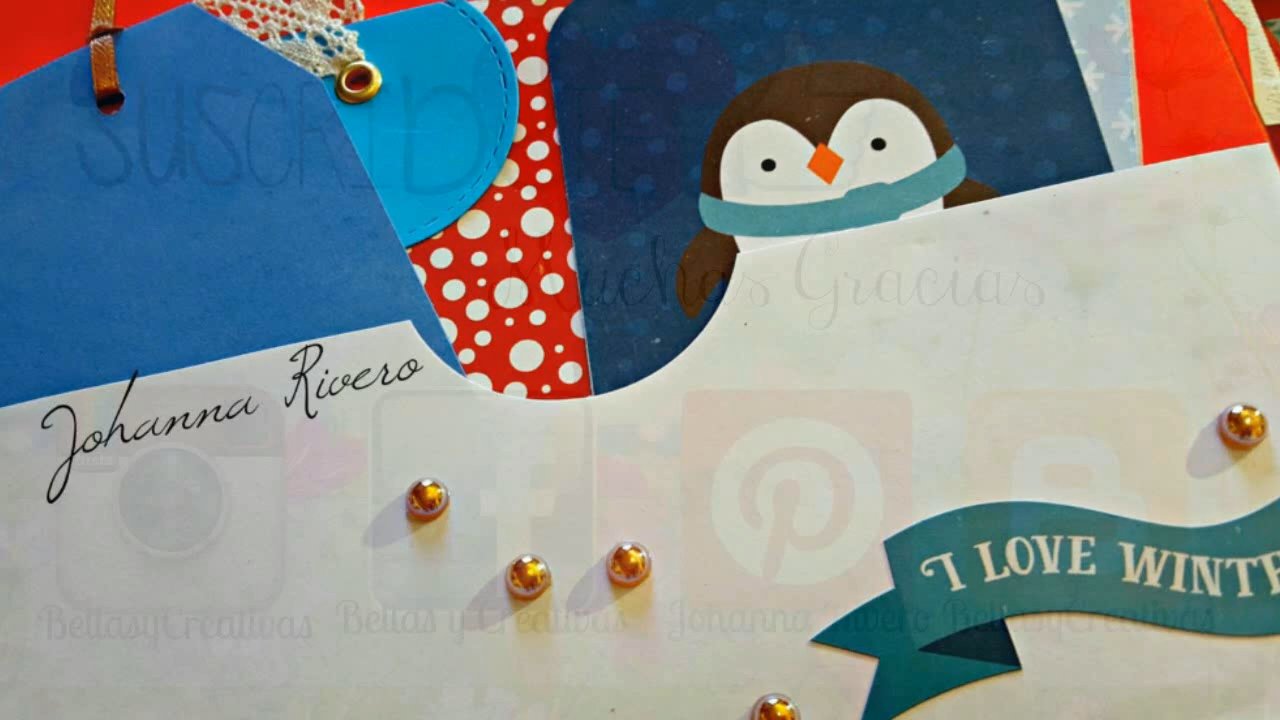 SUSCRIBETE
Muchas Gracias
Johanna Rivero
I LOVE WINTE
BellasyCreativas
Bellas y Creativas
Johanna Rivero
BellasyCreativas